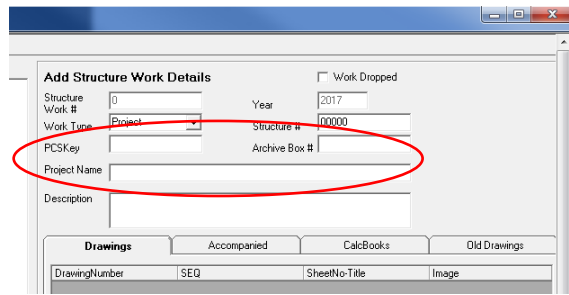 Add Structure Work Details
Work Dropped
Structure Work # 0
Year 2017
Work Type Project
Structure # 00000
PCSKey
Archive Box #
Project Name
Description
Drawings Accompanied CalcBooks Old Drawings
DrawingNumber SEQ SheetNo-Title Image